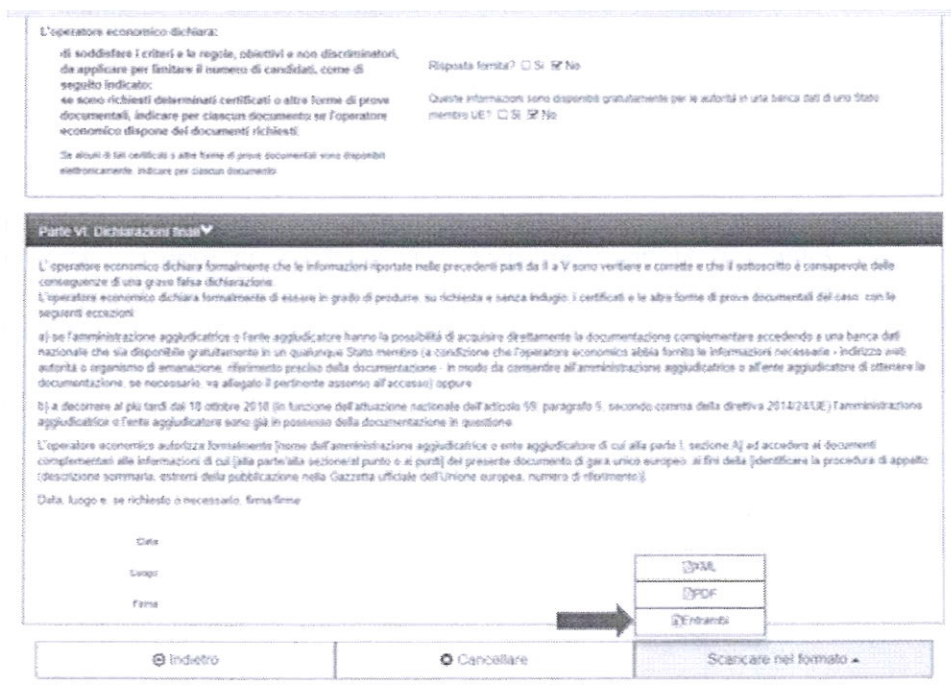 L'operatore economico dichiara:
di soddisfare i criteri e le regole, obiettivi e non discriminatori,
da applicare per limitare il numero di candidati, come di
seguito indicato:
se sono richiesti determinati certificati o altre forme di prove
documentali, indicare per ciascun documento se l'operatore
economico dispone dei documenti richiesti:
Se alcuni di tali certificati o altre forme di prove documentali sono disponibili
elettronicamente, indicare per ciascun documento:
Risposta fornita? Sì No
Queste informazioni sono disponibili gratuitamente per le autorità in una banca dati di uno Stato
membro UE? Sì No
Parte VI: Dichiarazioni finali
L'operatore economico dichiara formalmente che le informazioni riportate nelle precedenti parti da II a V sono veritiere e corrette e che il sottoscritto è consapevole delle
conseguenze di una grave falsa dichiarazione.
L'operatore economico dichiara formalmente di essere in grado di produrre, su richiesta e senza indugio, i certificati e le altre forme di prove documentali del caso, con le
seguenti eccezioni:
a) se l'amministrazione aggiudicatrice o l'ente aggiudicatore hanno la possibilità di acquisire direttamente la documentazione complementare accedendo a una banca dati
nazionale che sia disponibile gratuitamente in un qualunque Stato membro (a condizione che l'operatore economico abbia fornito le informazioni necessarie - indirizzo web,
autorità o organismo di emanazione, riferimento preciso della documentazione - in modo da consentire all'amministrazione aggiudicatrice o all'ente aggiudicatore di ottenere la
documentazione; se necessario, va allegato il pertinente assenso all'accesso) oppure
b) a decorrere al più tardi dal 18 ottobre 2018 (in funzione dell'attuazione nazionale dell'articolo 59, paragrafo 5, secondo comma della direttiva 2014/24/UE) l'amministrazione
aggiudicatrice o l'ente aggiudicatore sono già in possesso della documentazione in questione.
L'operatore economico autorizza formalmente [nome dell'amministrazione aggiudicatrice o ente aggiudicatore di cui alla parte I, sezione A] ad accedere ai documenti
complementari alle informazioni di cui [alla parte/alla sezione/al punto o ai punti] del presente documento di gara unico europeo, ai fini della [identificare la procedura di appalto:
(descrizione sommaria, estremi della pubblicazione nella Gazzetta ufficiale dell'Unione europea, numero di riferimento)].
Data, luogo e, se richiesto o necessario, firma/firme:
Data
Luogo
Firma
XML
PDF
Entrambi
Indietro
Cancellare
Scaricare nel formato